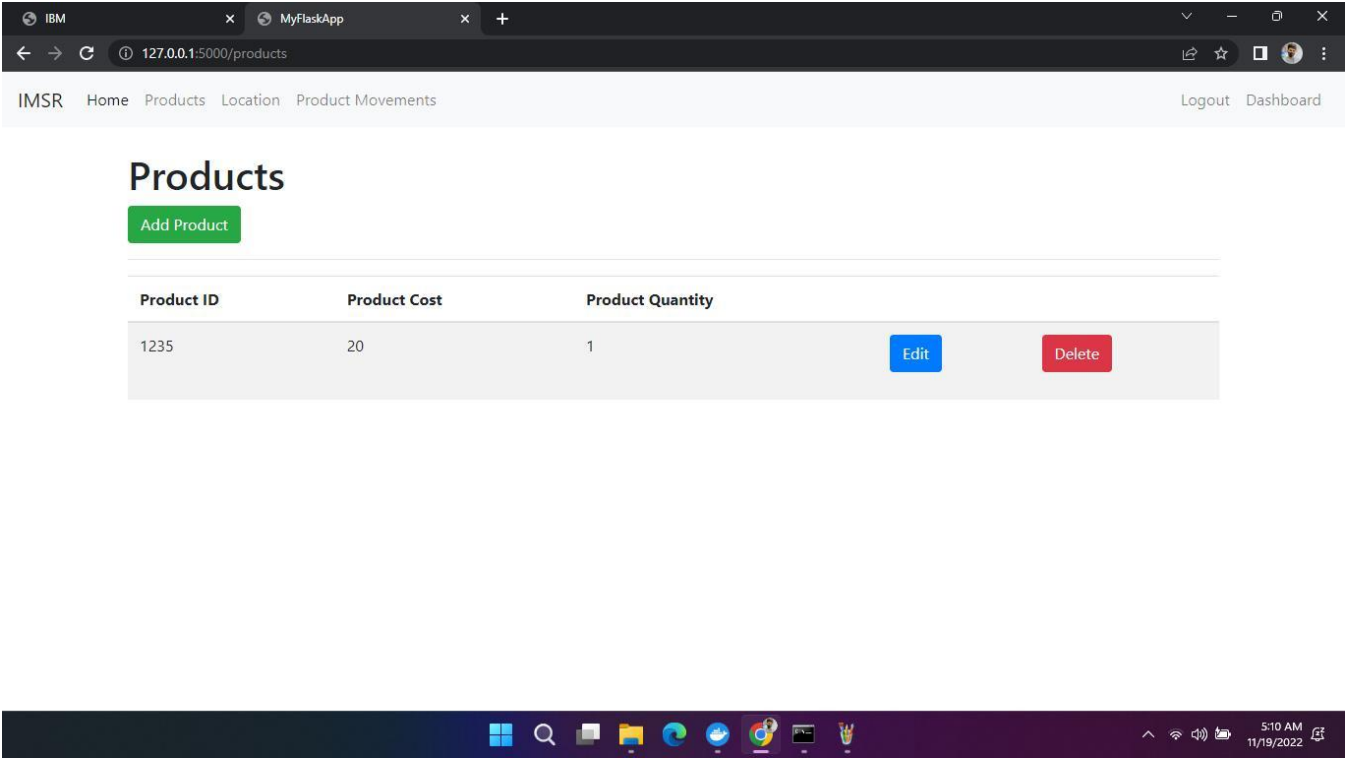 IBM MyFlaskApp
127.0.0.1:5000/products
IMSR Home Products Location Product Movements Logout Dashboard
Products
Add Product
Product ID Product Cost Product Quantity
1235 20 1 Edit Delete
5:10 AM
11/19/2022